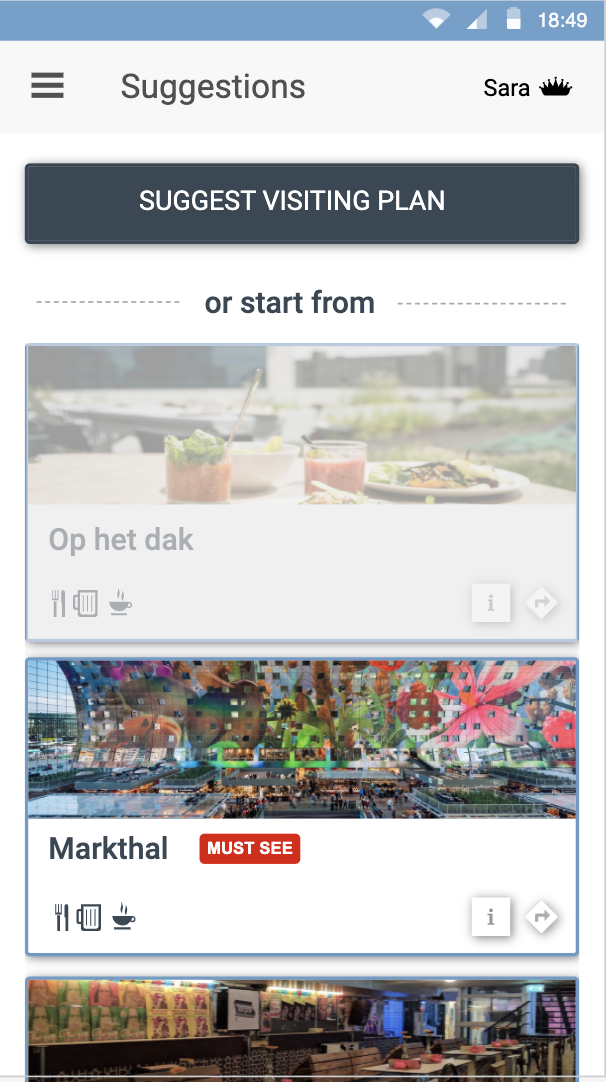 18:49
Suggestions
Sara
SUGGEST VISITING PLAN
or start from
Op het dak
i
Markthal
MUST SEE
i